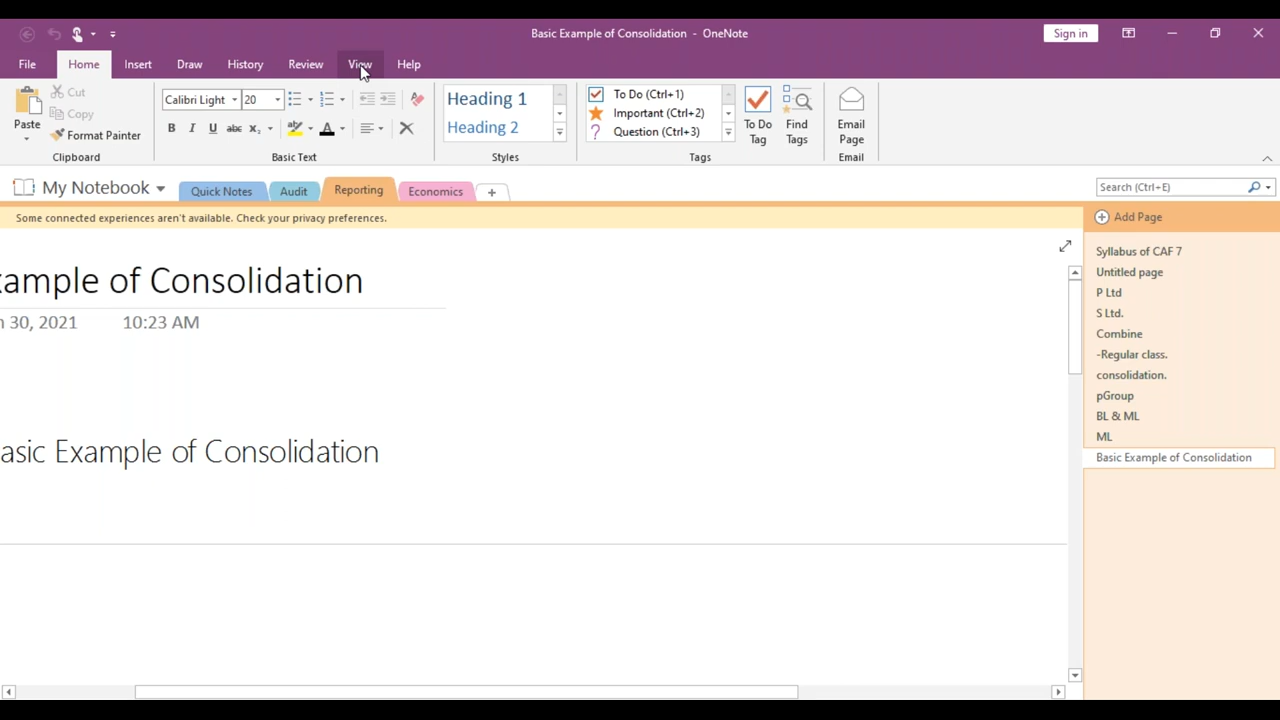 Basic Example of Consolidation - OneNote
Sign in
File Home Insert Draw History Review View Help
Paste
Cut
Copy
Format Painter
Clipboard
Calibri Light 20
B I U abc x₂ A
Basic Text
Heading 1
Heading 2
Styles
To Do (Ctrl+1)
Important (Ctrl+2)
Question (Ctrl+3)
To Do Tag
Find Tags
Tags
Email Page
Email
My Notebook
Quick Notes
Audit
Reporting
Economics
Search (Ctrl+E)
Some connected experiences aren't available. Check your privacy preferences.
Add Page
xample of Consolidation
30, 2021 10:23 AM
asic Example of Consolidation
Syllabus of CAF 7
Untitled page
P Ltd
S Ltd.
Combine
-Regular class.
consolidation.
pGroup
BL & ML
ML
Basic Example of Consolidation